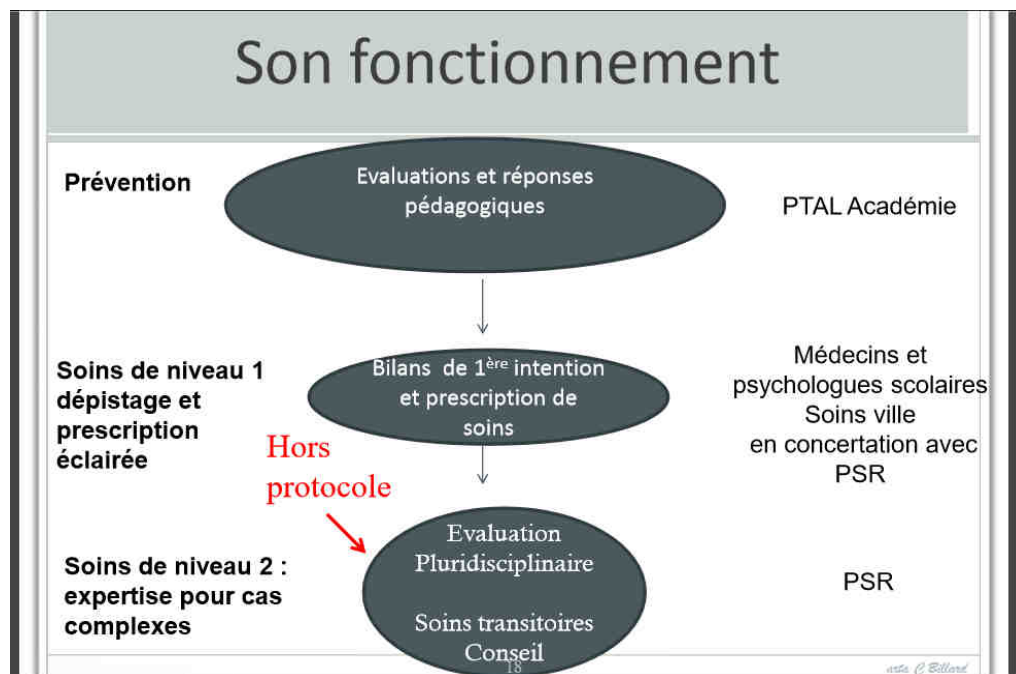 Son fonctionnement
Prévention
Evaluations et réponses
pédagogiques
PTAL Académie
Soins de niveau 1
dépistage et
prescription
éclairée
Bilans de 1ère intention
et prescription de
soins
Médecins et
psychologues scolaires
Soins ville
en concertation avec
PSR
Hors
protocole
Soins de niveau 2 :
expertise pour cas
complexes
Evaluation
Pluridisciplinaire
Soins transitoires
Conseil
PSR
18
arta C Billard